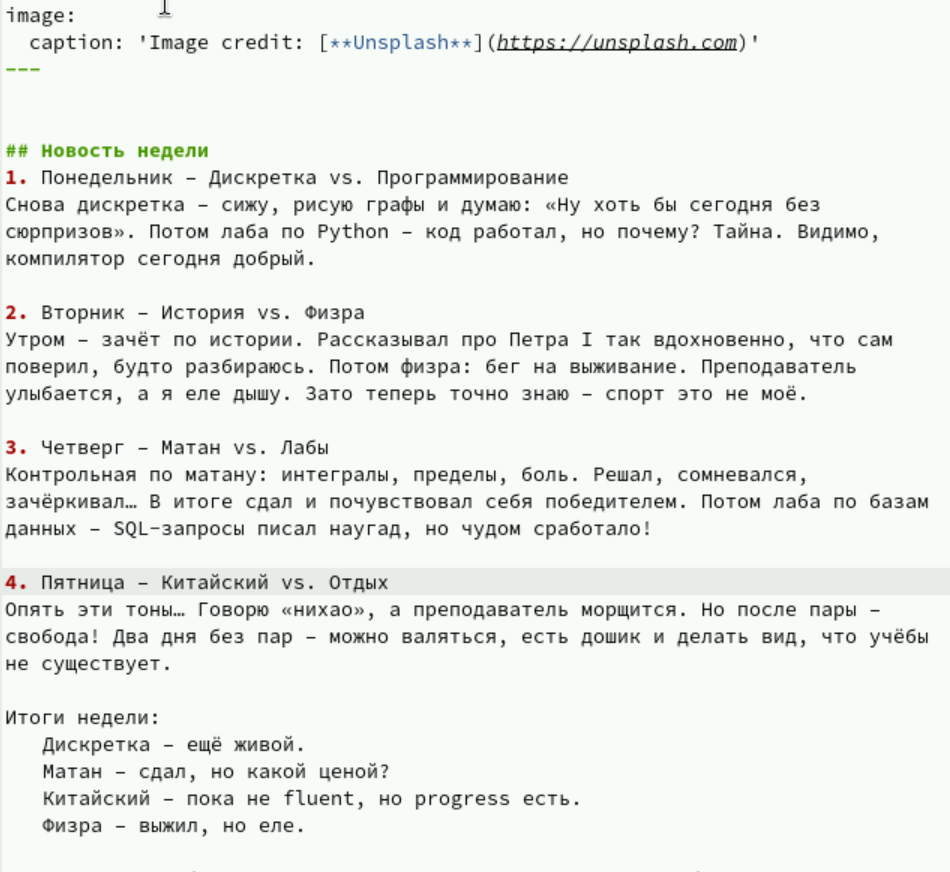 image:
caption: 'Image credit: [**Unsplash**](https://unsplash.com)'
---
## Новость недели
1. Понедельник – Дискретка vs. Программирование
Снова дискретка – сижу, рисую графы и думаю: «Ну хоть бы сегодня без
сюрпризов». Потом лаба по Python – код работал, но почему? Тайна. Видимо,
компилятор сегодня добрый.
2. Вторник – История vs. Физра
Утром – зачёт по истории. Рассказывал про Петра I так вдохновенно, что сам
поверил, будто разбираюсь. Потом физра: бег на выживание. Преподаватель
улыбается, а я еле дышу. Зато теперь точно знаю – спорт это не моё.
3. Четверг – Матан vs. Лабы
Контрольная по матану: интегралы, пределы, боль. Решал, сомневался,
зачёркивал… В итоге сдал и почувствовал себя победителем. Потом лаба по базам
данных – SQL-запросы писал наугад, но чудом сработало!
4. Пятница – Китайский vs. Отдых
Опять эти тоны… Говорю «нихао», а преподаватель морщится. Но после пары –
свобода! Два дня без пар – можно валяться, есть дошик и делать вид, что учёбы
не существует.
Итоги недели:
Дискретка – ещё живой.
Матан – сдал, но какой ценой?
Китайский – пока не fluent, но progress есть.
Физра – выжил, но еле.